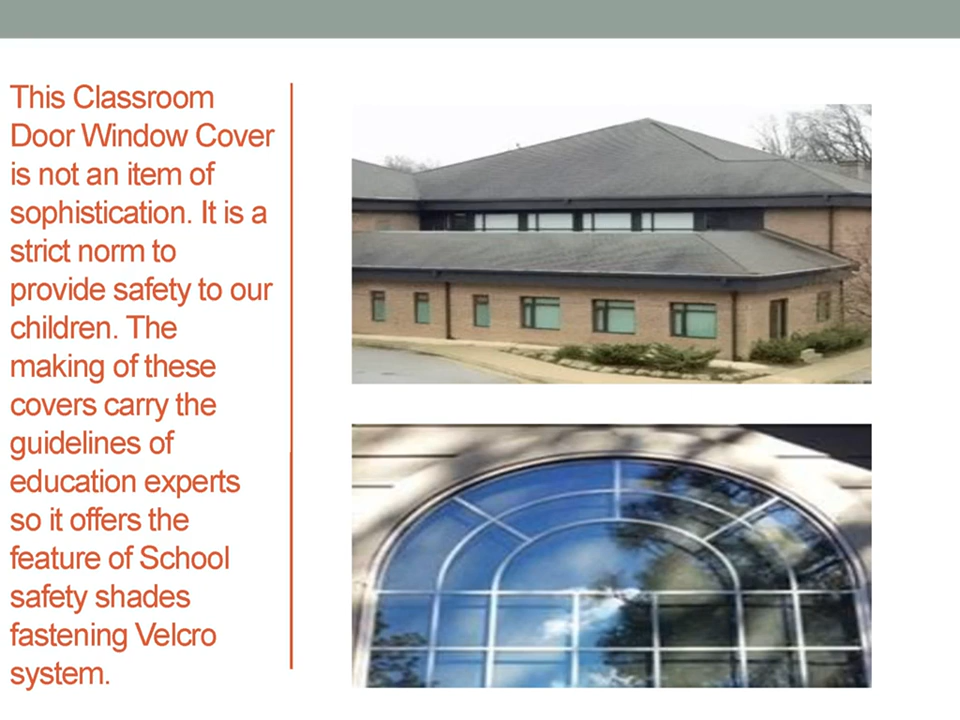 This Classroom
Door Window Cover
is not an item of
sophistication. It is a
strict norm to
provide safety to our
children. The
making of these
covers carry the
guidelines of
education experts
so it offers the
feature of School
safety shades
fastening Velcro
system.